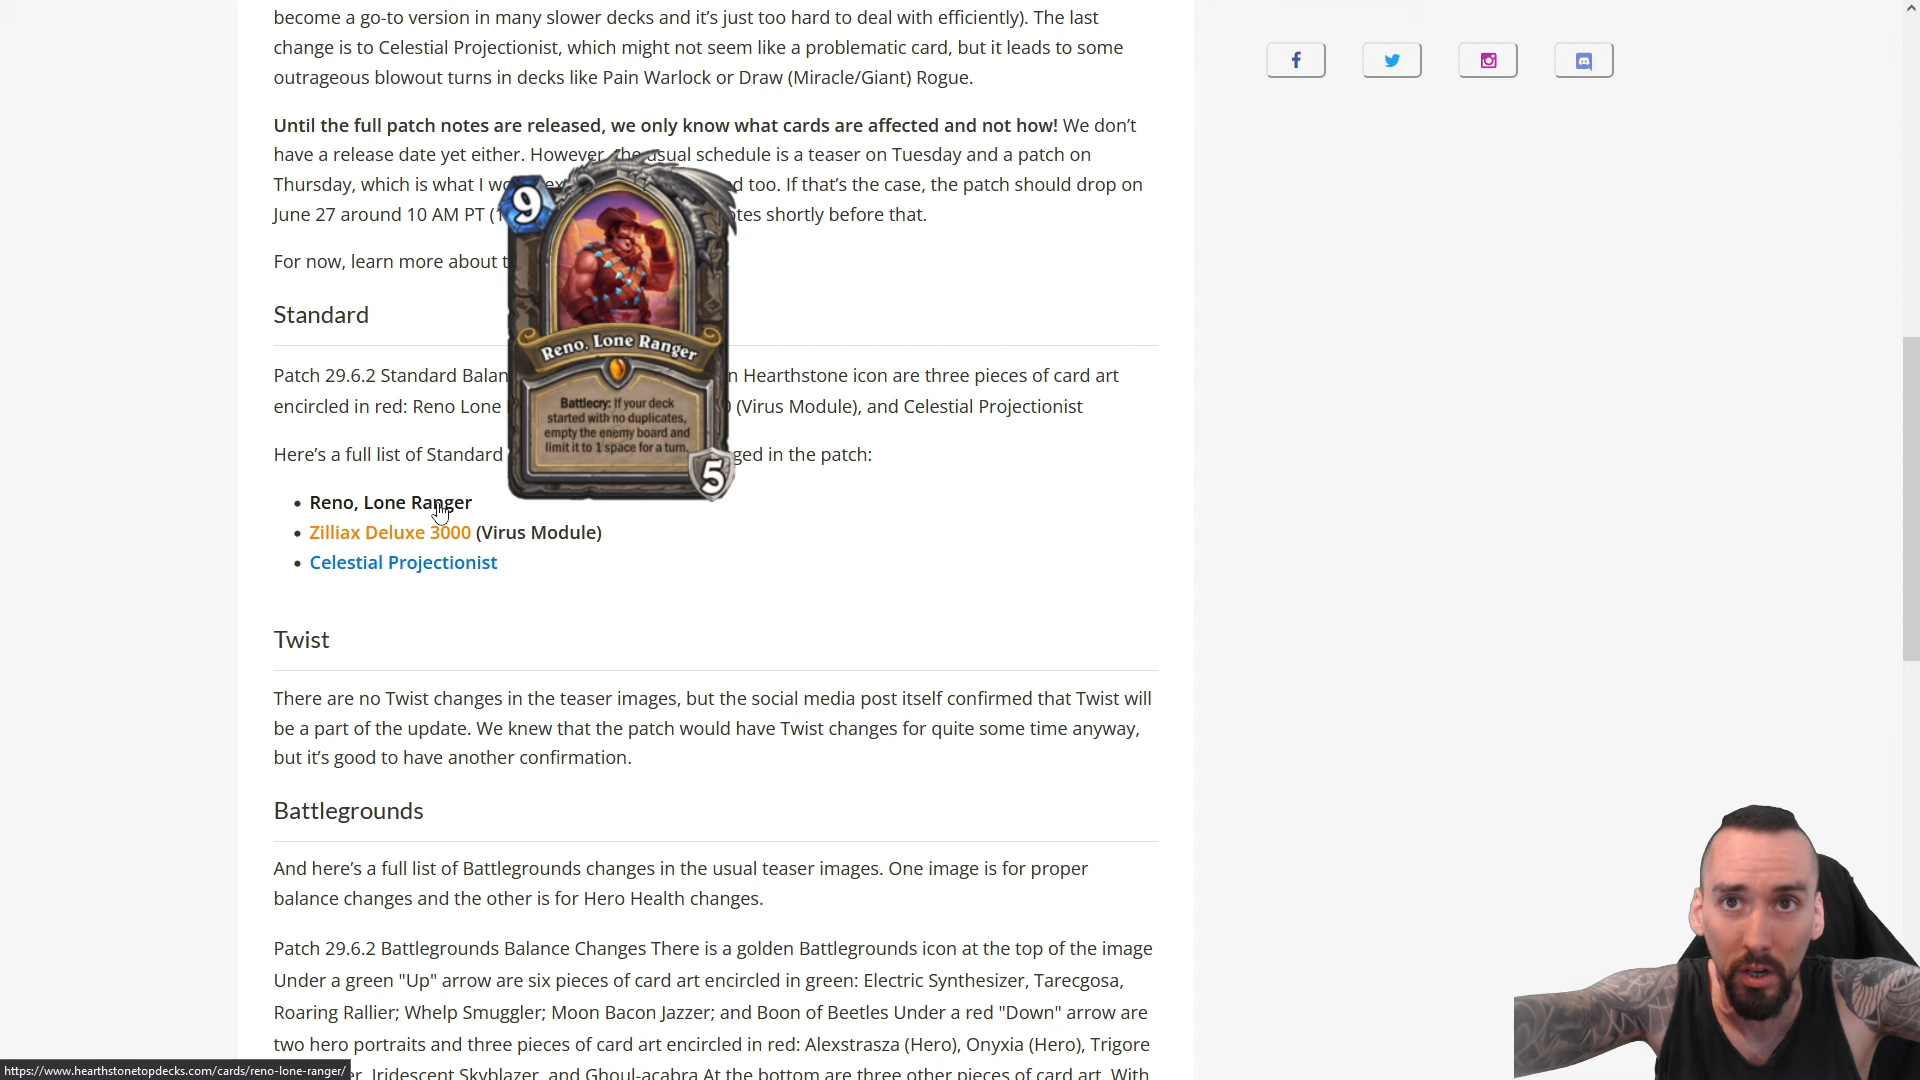 become a go-to version in many slower decks and it's just too hard to deal with efficiently). The last
change is to Celestial Projectionist, which might not seem like a problematic card, but it leads to some
outrageous blowout turns in decks like Pain Warlock or Draw (Miracle/Giant) Rogue.
Until the full patch notes are released, we only know what cards are affected and not how! We don't
have a release date yet either. However, the usual schedule is a teaser on Tuesday and a patch on
Thursday, which is what I too. If that's the case, the patch should drop on
June 27 around 10 AM PT shortly before that.
For now, learn more about
Standard
Patch 29.6.2 Standard Hearthstone icon are three pieces of card art
encircled in red: Reno Lone (Virus Module), and Celestial Projectionist
Here's a full list of Standard in the patch:
9
Reno, Lone Ranger
Battlecry: If your deck
started with no duplicates,
empty the enemy board and
limit it to 1 space for a turn.
5
• Reno, Lone Ranger
• Zilliax Deluxe 3000 (Virus Module)
• Celestial Projectionist
Twist
There are no Twist changes in the teaser images, but the social media post itself confirmed that Twist will
be a part of the update. We knew that the patch would have Twist changes for quite some time anyway,
but it's good to have another confirmation.
Battlegrounds
And here's a full list of Battlegrounds changes in the usual teaser images. One image is for proper
balance changes and the other is for Hero Health changes.
Patch 29.6.2 Battlegrounds Balance Changes There is a golden Battlegrounds icon at the top of the image
Under a green "Up" arrow are six pieces of card art encircled in green: Electric Synthesizer, Tarecgosa,
Roaring Rallier; Whelp Smuggler; Moon Bacon Jazzer; and Boon of Beetles Under a red "Down" arrow are
two hero portraits and three pieces of card art encircled in red: Alexstrasza (Hero), Onyxia (Hero), Trigore
Iridescent Skyblazer, and Ghoul-acabra At the bottom are three other pieces of card art. With
https://www.hearthstonetopdecks.com/cards/reno-lone-ranger/